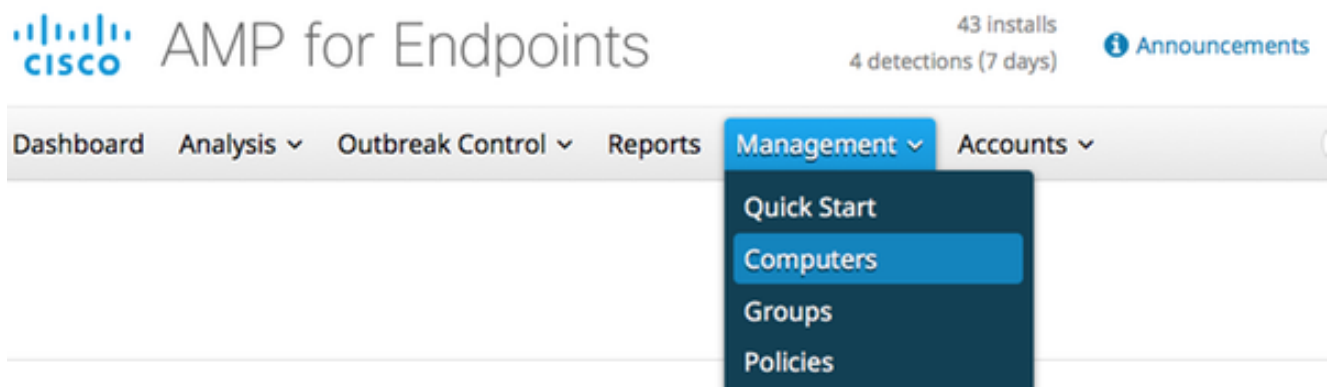 cisco AMP for Endpoints
43 installs
4 detections (7 days)
Announcements
Dashboard Analysis Outbreak Control Reports Management Accounts
Quick Start
Computers
Groups
Policies